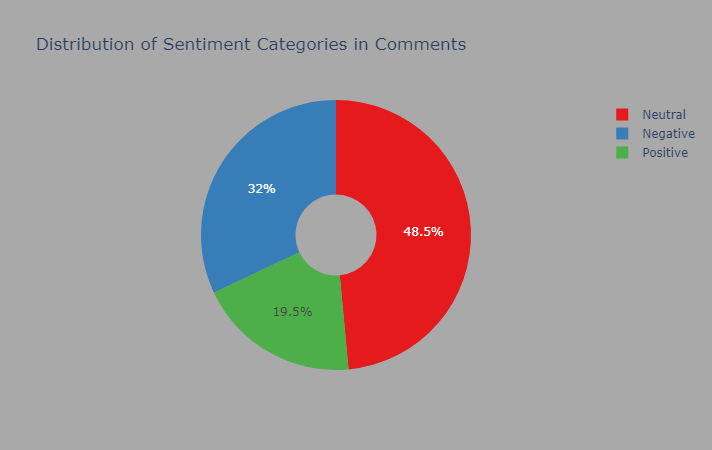 Distribution of Sentiment Categories in Comments
Neutral
Negative
Positive
32%
48.5%
19.5%